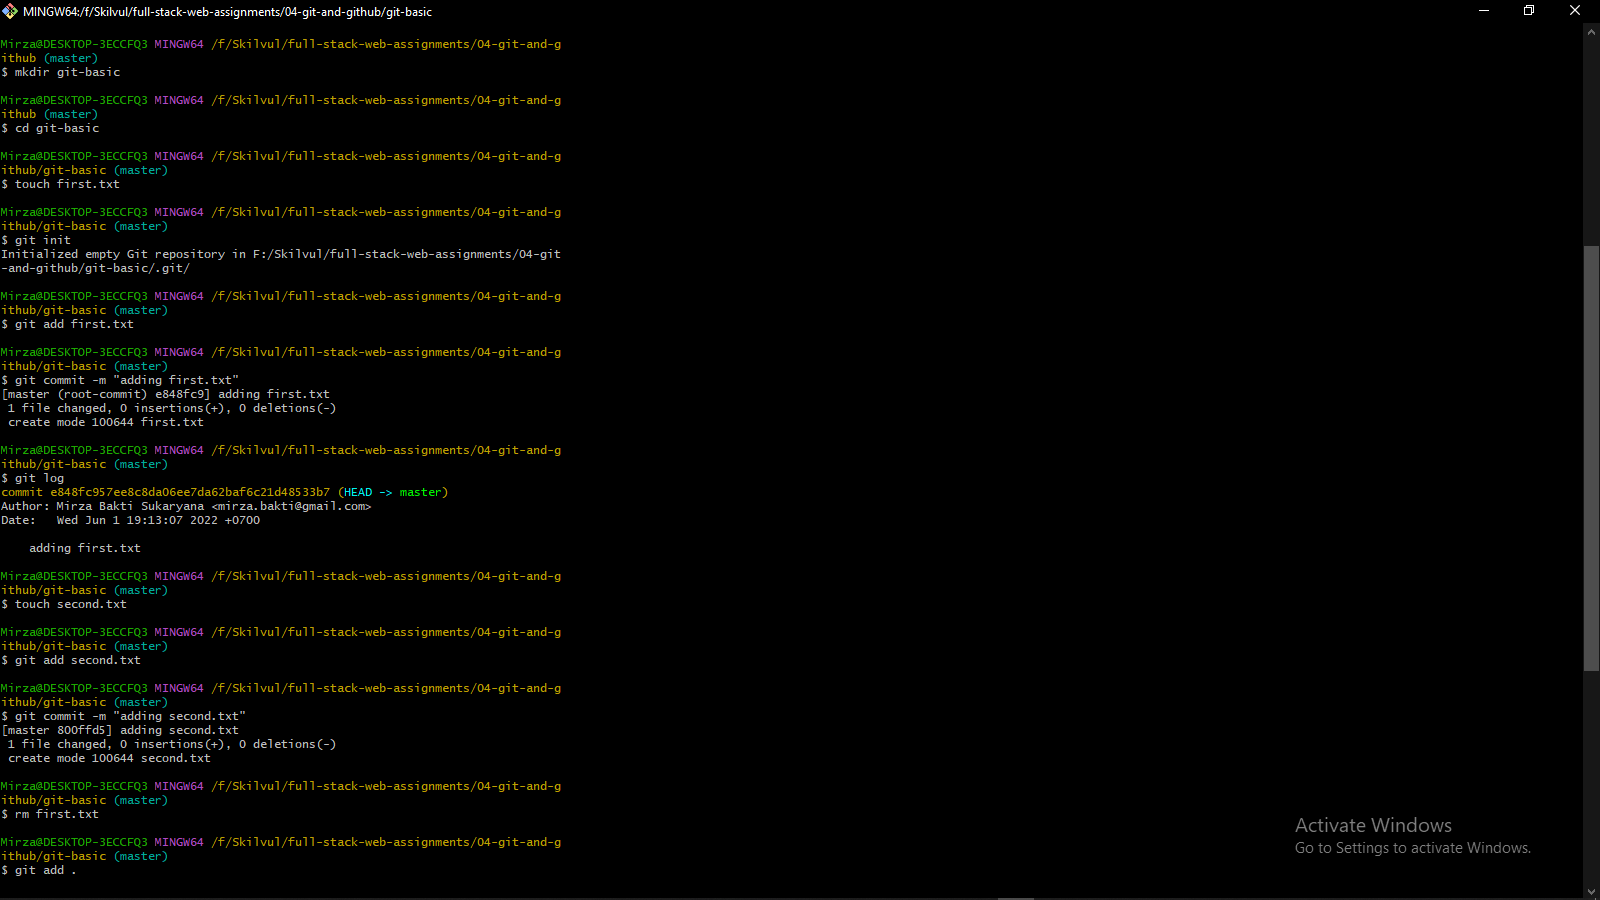 MINGW64:/f/Skilvul/full-stack-web-assignments/04-git-and-github/git-basic
Mirza@DESKTOP-3ECCFQ3 MINGW64 /f/Skilvul/full-stack-web-assignments/04-git-and-g
ithub (master)
$ mkdir git-basic
Mirza@DESKTOP-3ECCFQ3 MINGW64 /f/Skilvul/full-stack-web-assignments/04-git-and-g
ithub (master)
$ cd git-basic
Mirza@DESKTOP-3ECCFQ3 MINGW64 /f/Skilvul/full-stack-web-assignments/04-git-and-g
ithub/git-basic (master)
$ touch first.txt
Mirza@DESKTOP-3ECCFQ3 MINGW64 /f/Skilvul/full-stack-web-assignments/04-git-and-g
ithub/git-basic (master)
$ git init
Initialized empty Git repository in F:/Skilvul/full-stack-web-assignments/04-git
-and-github/git-basic/.git/
Mirza@DESKTOP-3ECCFQ3 MINGW64 /f/Skilvul/full-stack-web-assignments/04-git-and-g
ithub/git-basic (master)
$ git add first.txt
Mirza@DESKTOP-3ECCFQ3 MINGW64 /f/Skilvul/full-stack-web-assignments/04-git-and-g
ithub/git-basic (master)
$ git commit -m "adding first.txt"
[master (root-commit) e848fc9] adding first.txt
 1 file changed, 0 insertions(+), 0 deletions(-)
 create mode 100644 first.txt
Mirza@DESKTOP-3ECCFQ3 MINGW64 /f/Skilvul/full-stack-web-assignments/04-git-and-g
ithub/git-basic (master)
$ git log
commit e848fc957ee8c8da06ee7da62baf6c21d48533b7 (HEAD -> master)
Author: Mirza Bakti Sukaryana <mirza.bakti@gmail.com>
Date:   Wed Jun 1 19:13:07 2022 +0700
    adding first.txt
Mirza@DESKTOP-3ECCFQ3 MINGW64 /f/Skilvul/full-stack-web-assignments/04-git-and-g
ithub/git-basic (master)
$ touch second.txt
Mirza@DESKTOP-3ECCFQ3 MINGW64 /f/Skilvul/full-stack-web-assignments/04-git-and-g
ithub/git-basic (master)
$ git add second.txt
Mirza@DESKTOP-3ECCFQ3 MINGW64 /f/Skilvul/full-stack-web-assignments/04-git-and-g
ithub/git-basic (master)
$ git commit -m "adding second.txt"
[master 800ffd5] adding second.txt
 1 file changed, 0 insertions(+), 0 deletions(-)
 create mode 100644 second.txt
Mirza@DESKTOP-3ECCFQ3 MINGW64 /f/Skilvul/full-stack-web-assignments/04-git-and-g
ithub/git-basic (master)
$ rm first.txt
Mirza@DESKTOP-3ECCFQ3 MINGW64 /f/Skilvul/full-stack-web-assignments/04-git-and-g
ithub/git-basic (master)
$ git add .
Activate Windows
Go to Settings to activate Windows.